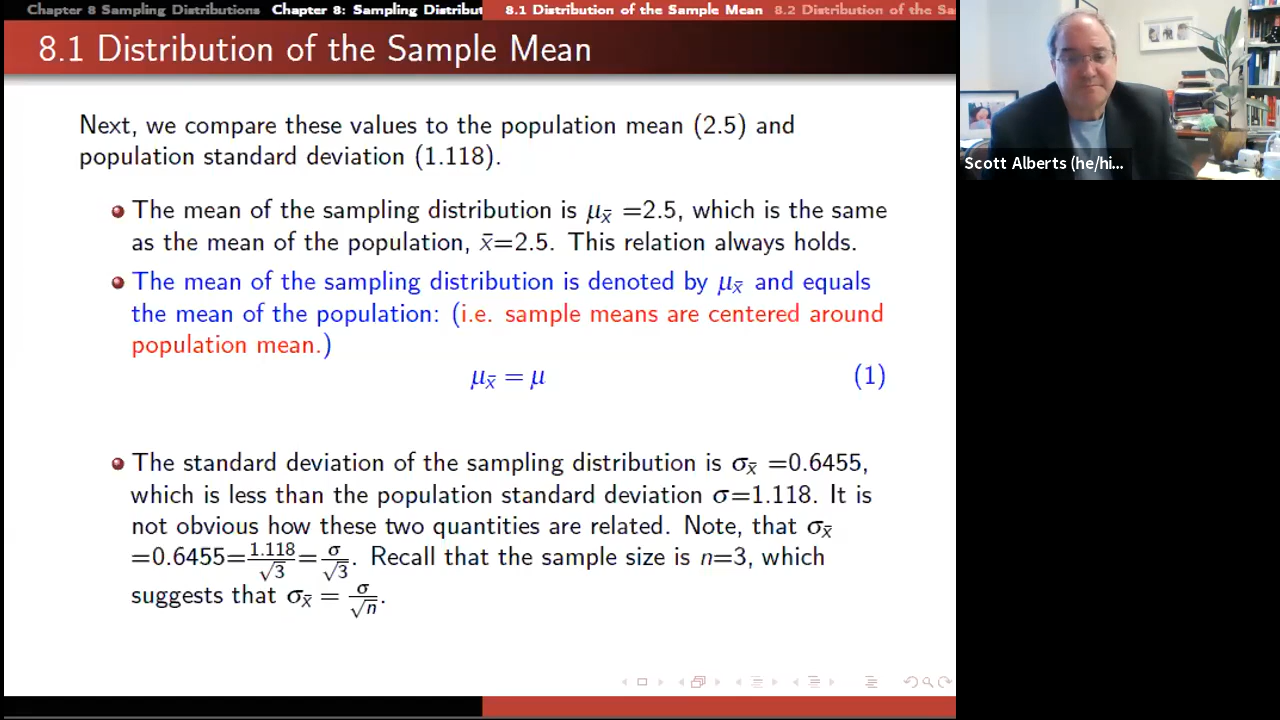 Chapter 8 Sampling Distributions Chapter 8: Sampling Distribut 8.1 Distribution of the Sample Mean 8.2 Distribution of the Sa
8.1 Distribution of the Sample Mean
Next, we compare these values to the population mean (2.5) and
population standard deviation (1.118).
The mean of the sampling distribution is μx̄ =2.5, which is the same
as the mean of the population, x̄=2.5. This relation always holds.
The mean of the sampling distribution is denoted by μx̄ and equals
the mean of the population: (i.e. sample means are centered around
population mean.)
μx̄ = μ (1)
The standard deviation of the sampling distribution is σx̄ =0.6455,
which is less than the population standard deviation σ=1.118. It is
not obvious how these two quantities are related. Note, that σx̄
=0.6455=1.118/√3=σ/√3. Recall that the sample size is n=3, which
suggests that σx̄ = σ/√n.
Scott Alberts (he/hi...